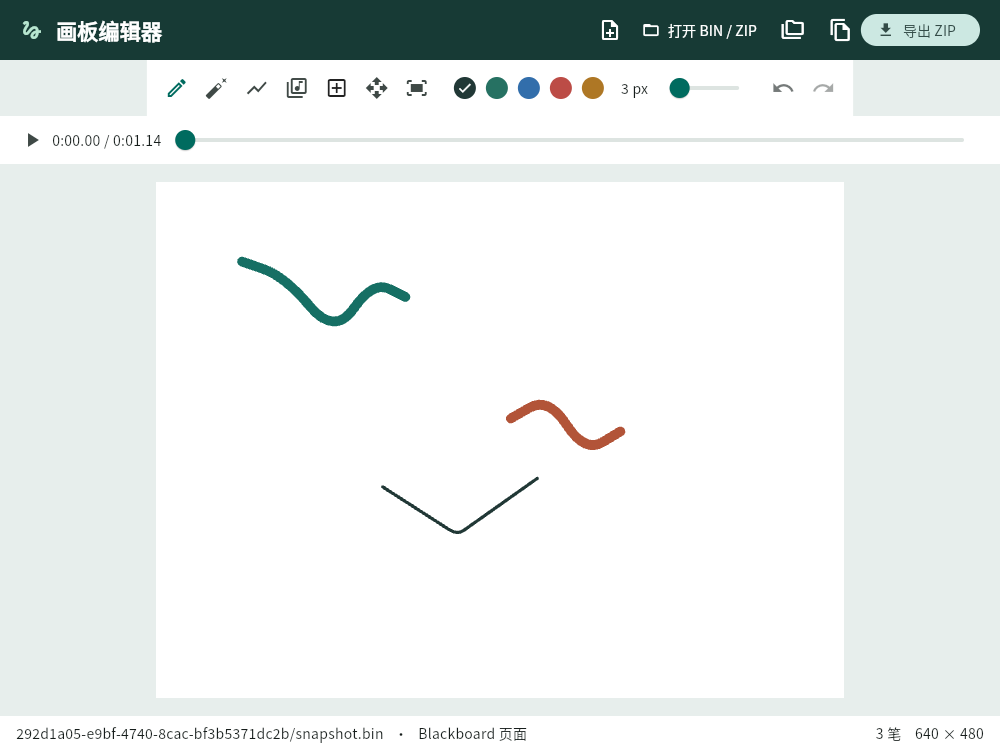 画板编辑器
打开 BIN / ZIP
导出 ZIP
3 px
0:00.00 / 0:01.14
292d1a05-e9bf-4740-8cac-bf3b5371dc2b/snapshot.bin · Blackboard 页面
3 笔 640 × 480